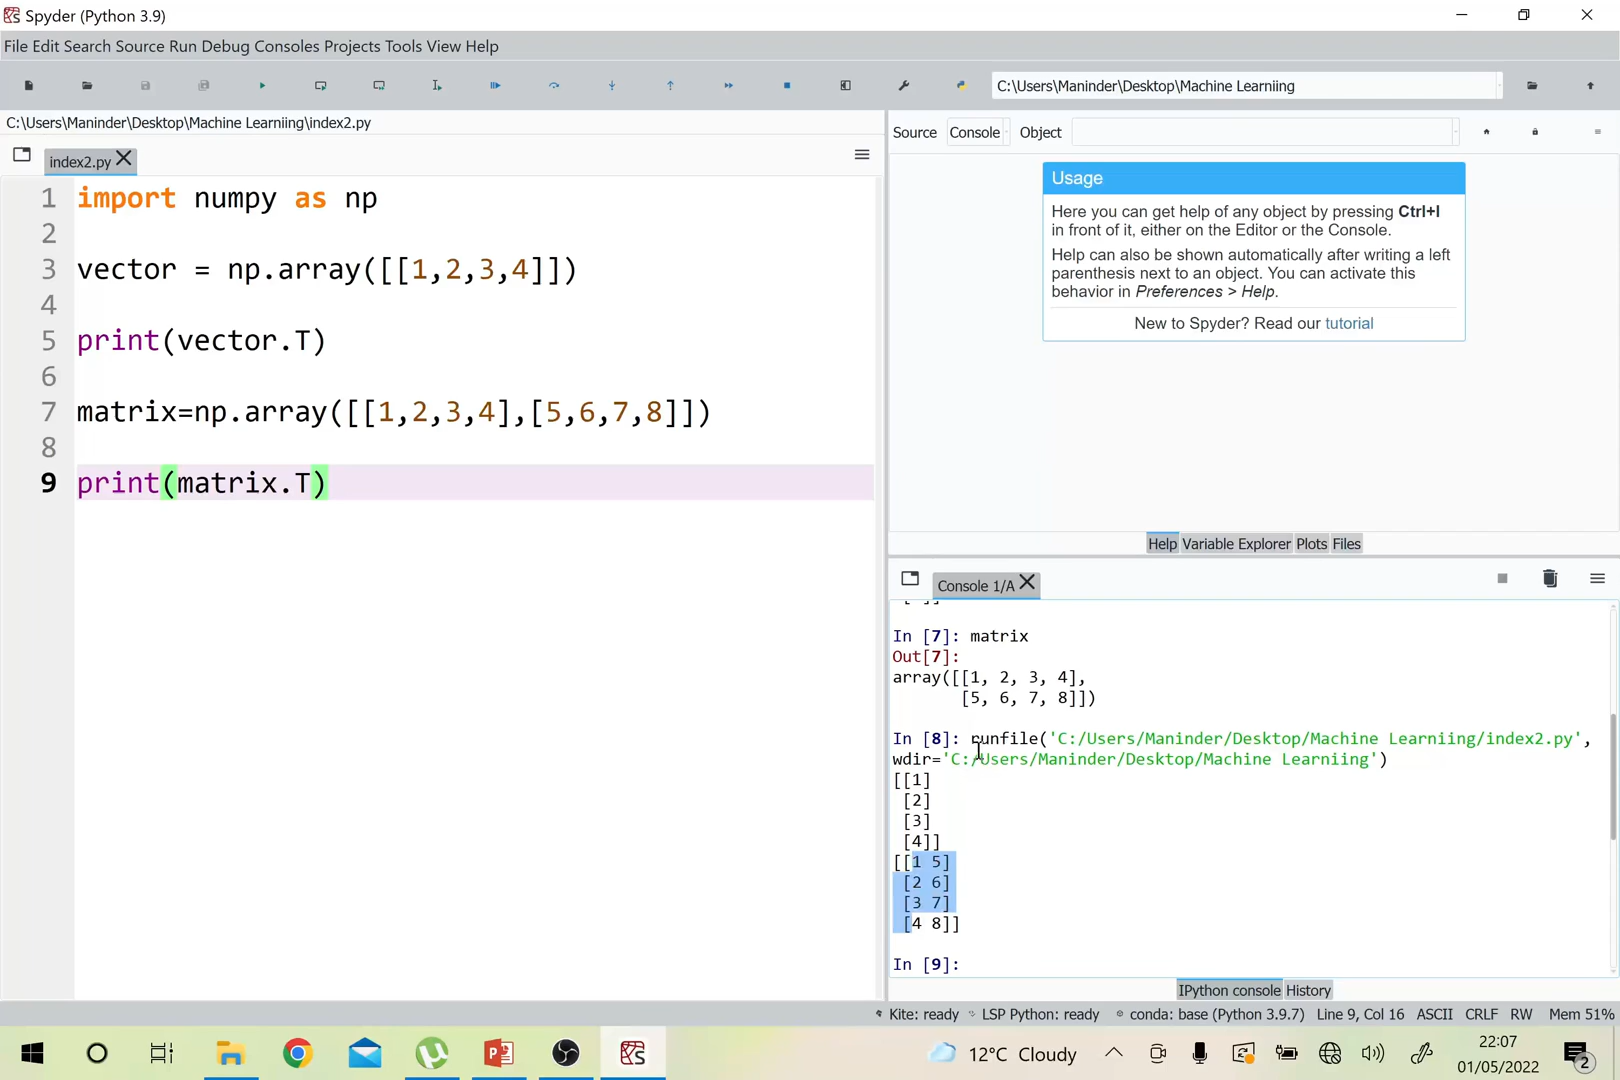 Spyder (Python 3.9)
File Edit Search Source Run Debug Consoles Projects Tools View Help
C:\Users\Maninder\Desktop\Machine Learniing
C:\Users\Maninder\Desktop\Machine Learniing\index2.py
index2.py
1 import numpy as np
2
3 vector = np.array([[1,2,3,4]])
4
5 print(vector.T)
6
7 matrix=np.array([[1,2,3,4],[5,6,7,8]])
8
9 print(matrix.T)
Source Console Object
Usage
Here you can get help of any object by pressing Ctrl+I
in front of it, either on the Editor or the Console.
Help can also be shown automatically after writing a left
parenthesis next to an object. You can activate this
behavior in Preferences > Help.
New to Spyder? Read our tutorial
Help Variable Explorer Plots Files
Console 1/A
In [7]: matrix
Out[7]:
array([[1, 2, 3, 4],
[5, 6, 7, 8]])
In [8]: runfile('C:/Users/Maninder/Desktop/Machine Learniing/index2.py',
wdir='C:/Users/Maninder/Desktop/Machine Learniing')
[[1]
[2]
[3]
[4]]
[[1 5]
[2 6]
[3 7]
[4 8]]
In [9]:
IPython console History
Kite: ready LSP Python: ready conda: base (Python 3.9.7) Line 9, Col 16 ASCII CRLF RW Mem 51%
12°C Cloudy
22:07
01/05/2022
2